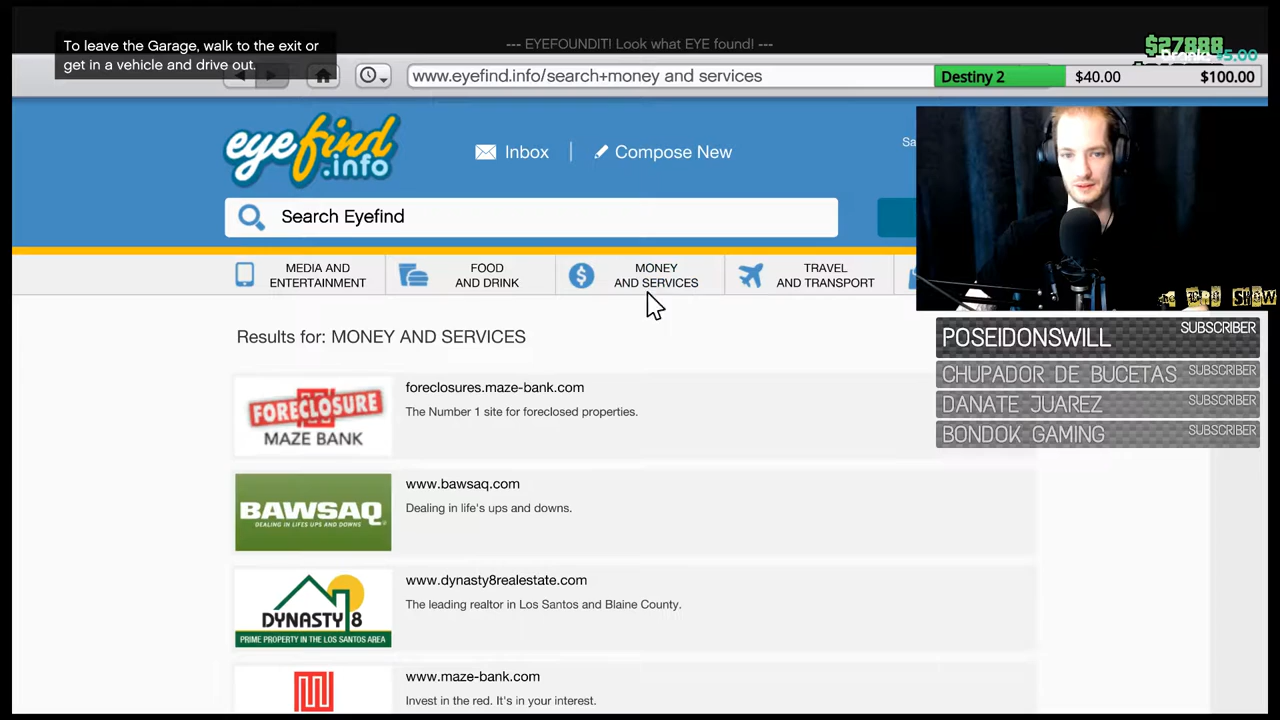 To leave the Garage, walk to the exit or
get in a vehicle and drive out.
--- EYEFOUNDIT! Look what EYE found! ---
$27888
$5.00
www.eyefind.info/search+money and services
Destiny 2
$40.00
$100.00
eyefind
.info
Inbox
Compose New
Sa
Search Eyefind
MEDIA AND
ENTERTAINMENT
FOOD
AND DRINK
MONEY
AND SERVICES
TRAVEL
AND TRANSPORT
SHOW
POSEIDONSWILL
SUBSCRIBER
CHUPADOR DE BUCETAS
SUBSCRIBER
DANATE JUAREZ
SUBSCRIBER
BONDOK GAMING
SUBSCRIBER
Results for: MONEY AND SERVICES
FORECLOSURE
MAZE BANK
foreclosures.maze-bank.com
The Number 1 site for foreclosed properties.
BAWSAQ
DEALING IN LIFES UPS AND DOWNS
www.bawsaq.com
Dealing in life's ups and downs.
DYNASTY 8
PRIME PROPERTY IN THE LOS SANTOS AREA
www.dynasty8realestate.com
The leading realtor in Los Santos and Blaine County.
www.maze-bank.com
Invest in the red. It's in your interest.